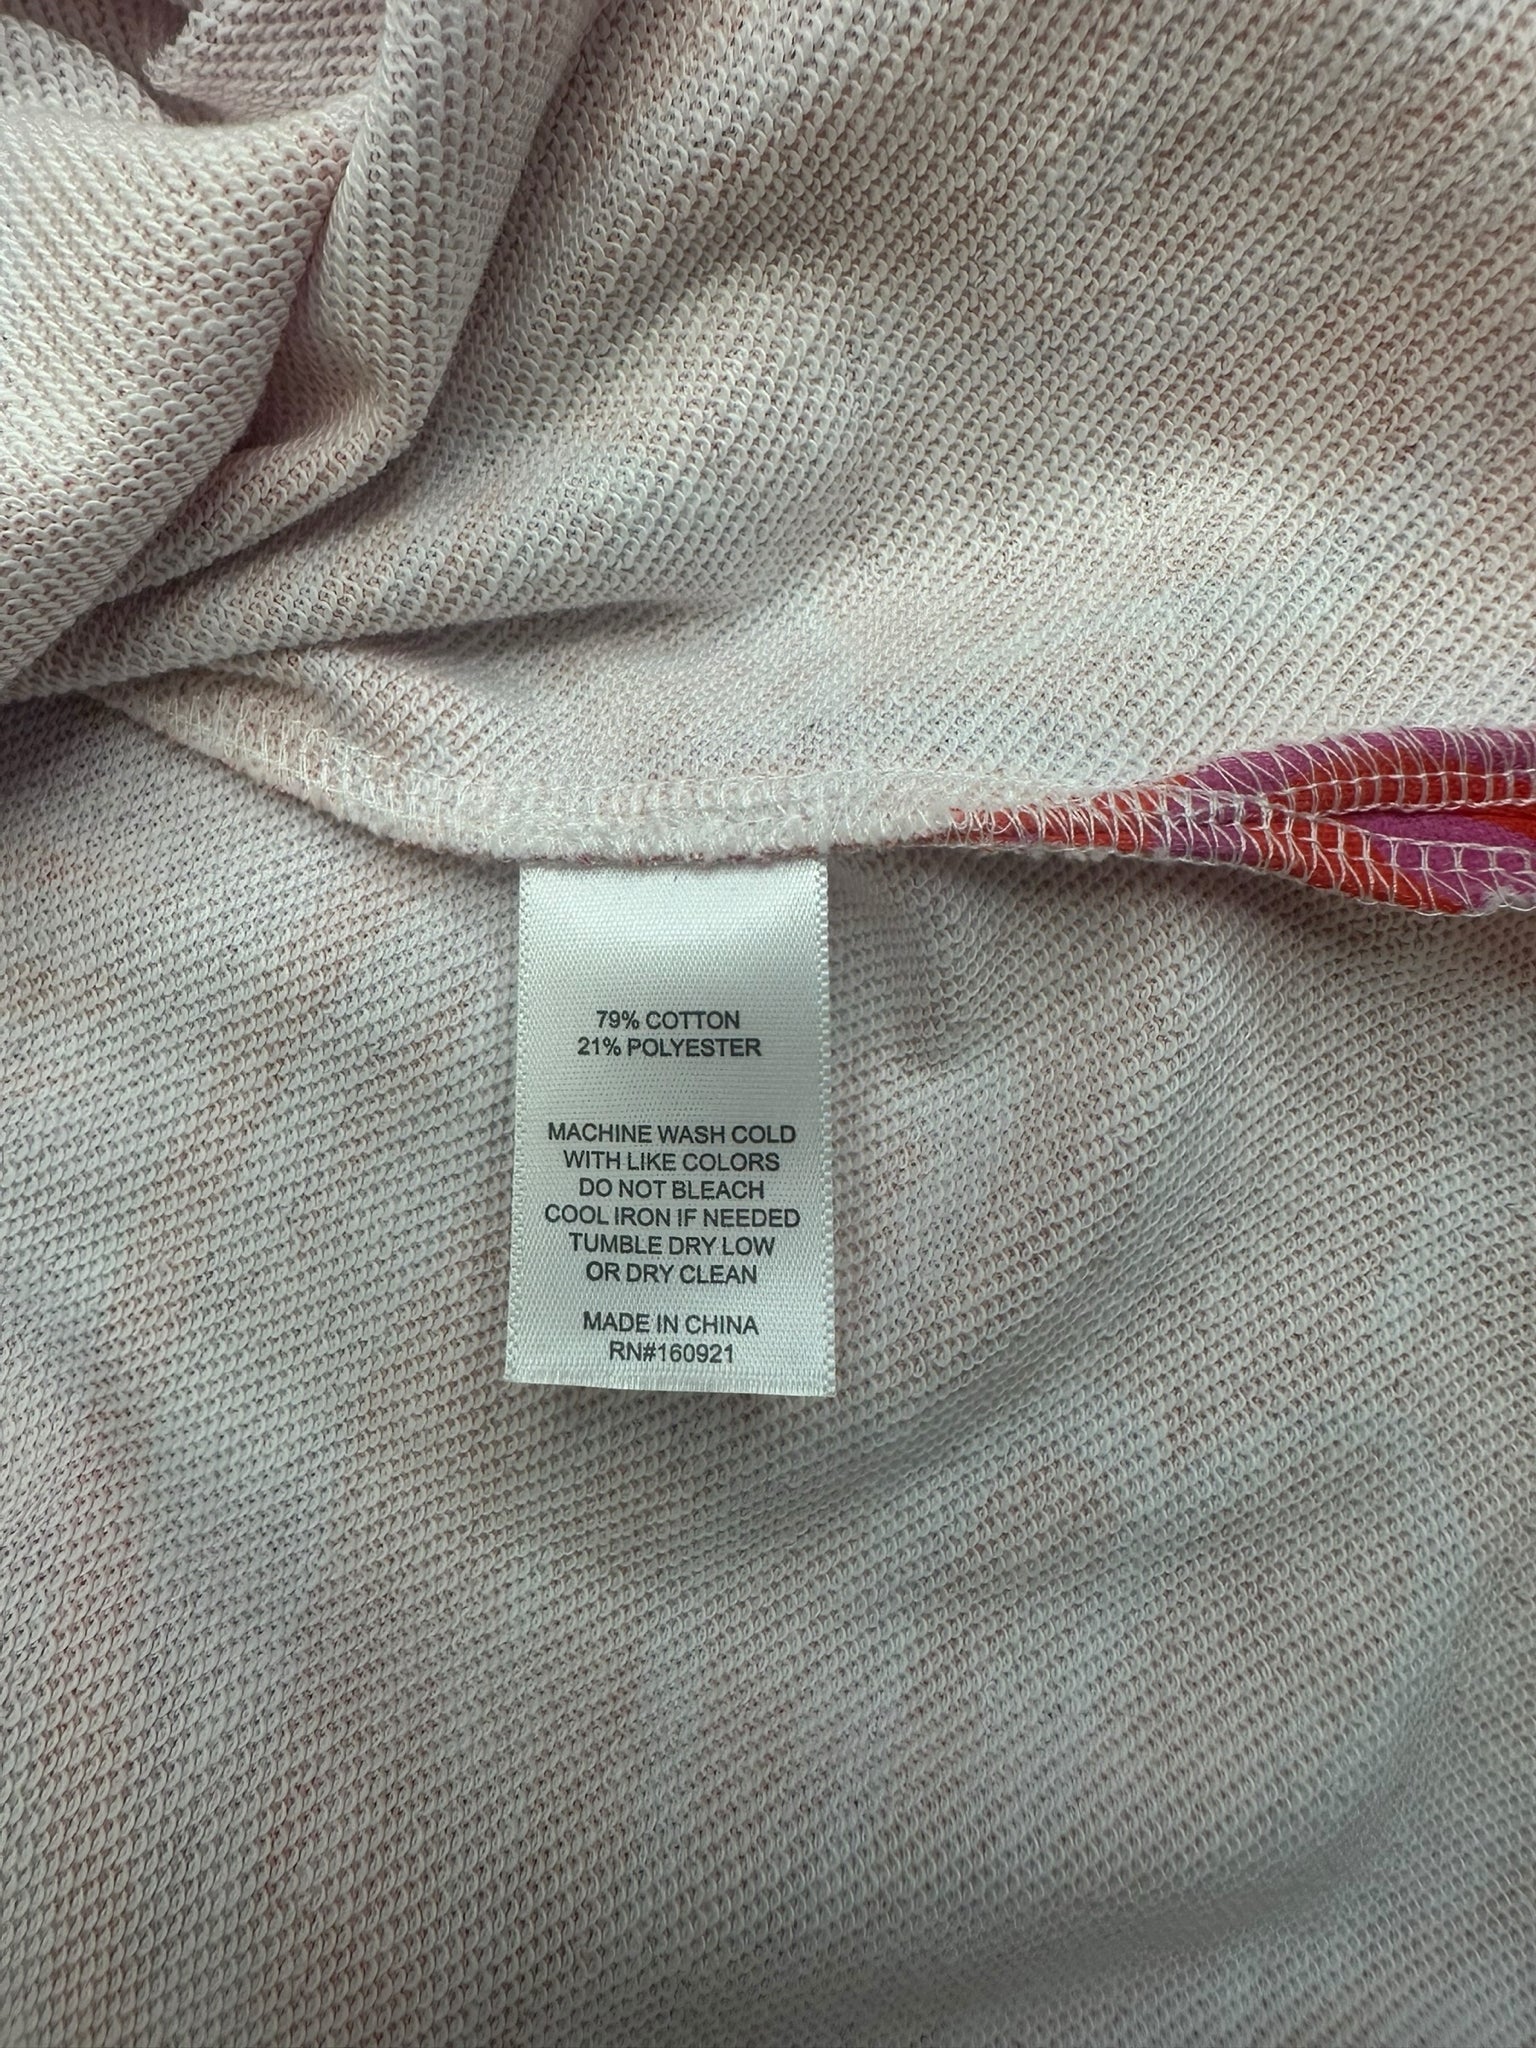 79% COTTON
21% POLYESTER
MACHINE WASH COLD
WITH LIKE COLORS
DO NOT BLEACH
COOL IRON IF NEEDED
TUMBLE DRY LOW
OR DRY CLEAN
MADE IN CHINA
RN#160921